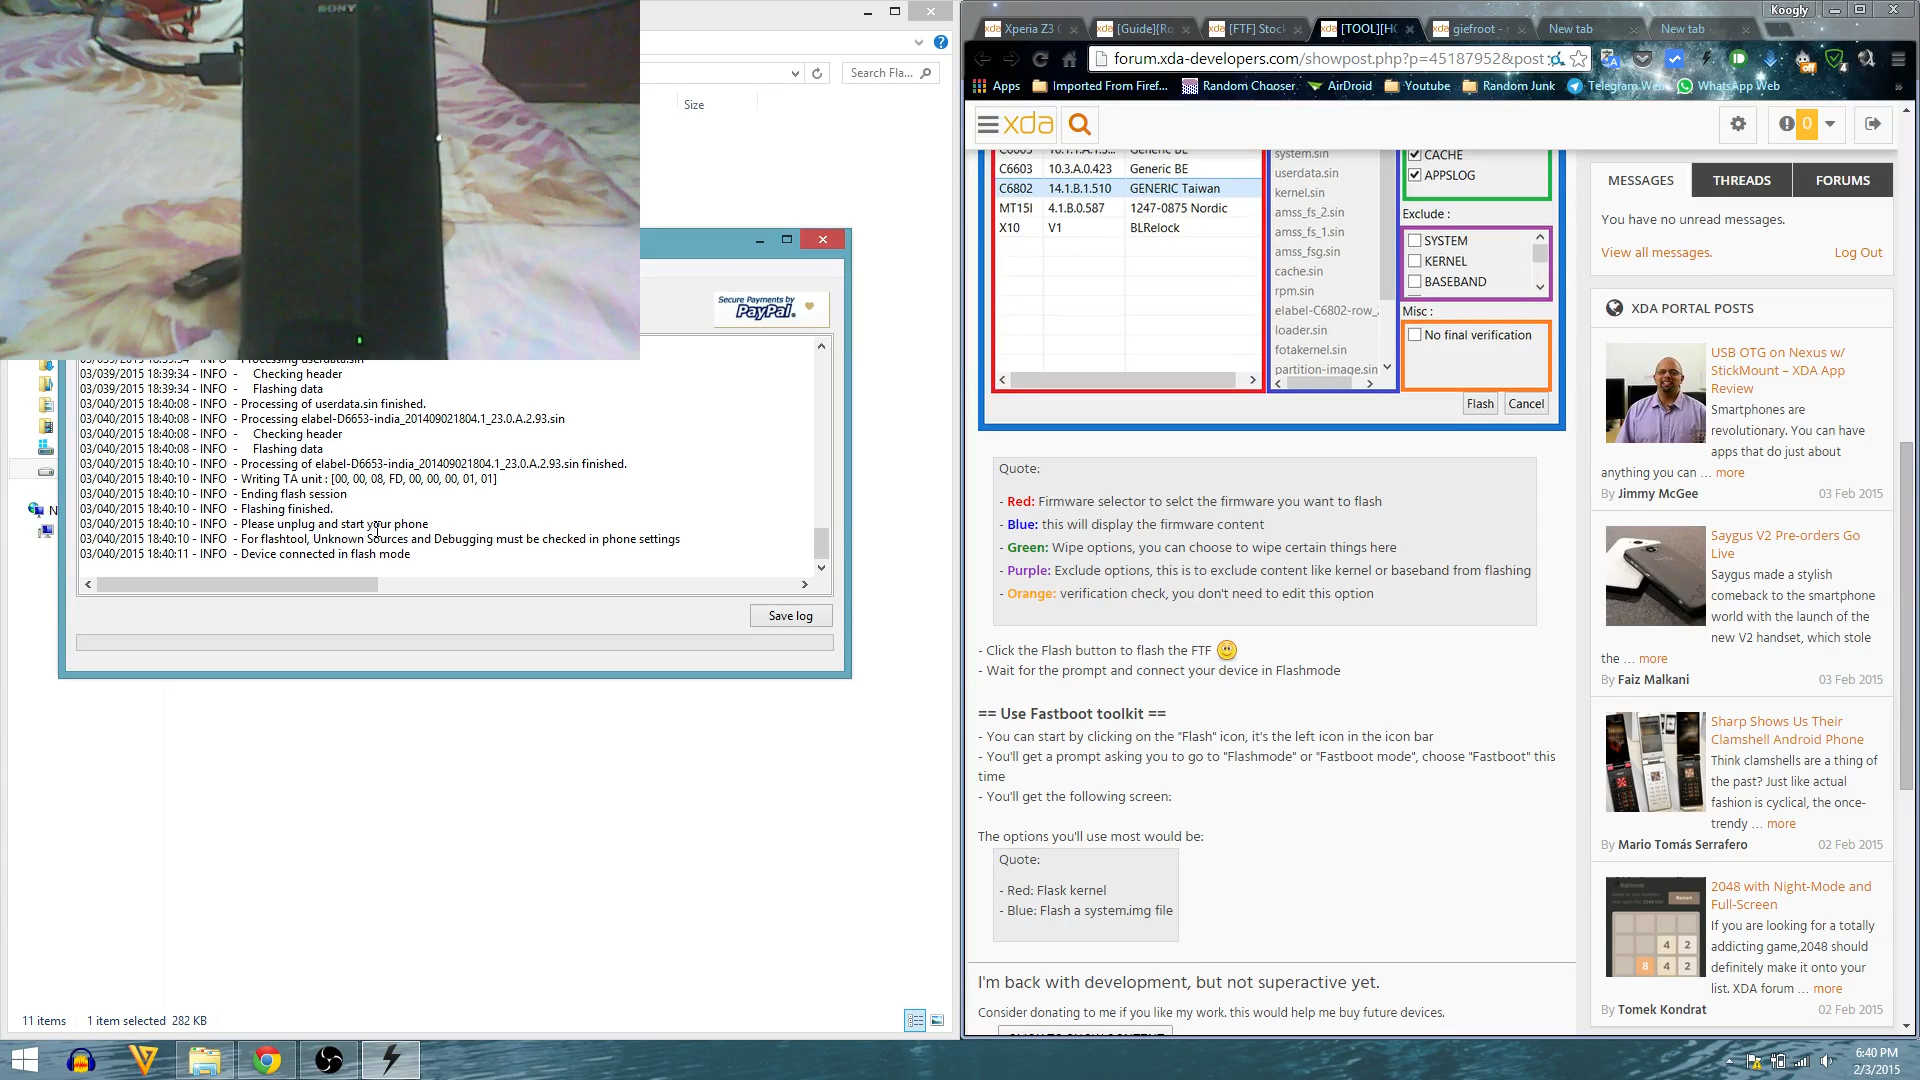 SONY
Search Fla...
Size
Secure Payments by
PayPal.
03/039/2015 18:39:34 - INFO - Processing userdata.sin
03/039/2015 18:39:34 - INFO - Checking header
03/039/2015 18:39:34 - INFO - Flashing data
03/040/2015 18:40:08 - INFO - Processing of userdata.sin finished.
03/040/2015 18:40:08 - INFO - Processing elabel-D6653-india_201409021804.1_23.0.A.2.93.sin
03/040/2015 18:40:08 - INFO - Checking header
03/040/2015 18:40:08 - INFO - Flashing data
03/040/2015 18:40:10 - INFO - Processing of elabel-D6653-india_201409021804.1_23.0.A.2.93.sin finished.
03/040/2015 18:40:10 - INFO - Writing TA unit : [00, 00, 08, FD, 00, 00, 00, 01, 01]
03/040/2015 18:40:10 - INFO - Ending flash session
03/040/2015 18:40:10 - INFO - Flashing finished.
03/040/2015 18:40:10 - INFO - Please unplug and start your phone
03/040/2015 18:40:10 - INFO - For flashtool, Unknown Sources and Debugging must be checked in phone settings
03/040/2015 18:40:11 - INFO - Device connected in flash mode
N
Save log
11 items 1 item selected 282 KB
Koogly
Xperia Z3 [Guide]{Ro [FTF] Stock [TOOL][H giefroot - New tab New tab
forum.xda-developers.com/showpost.php?p=45187952&post
off 4
Apps Imported From Firef... Random Chooser AirDroid Youtube Random Junk Telegram Web WhatsApp Web »
xda
0
C6603 Generic BE
C6603 10.3.A.0.423 Generic BE
C6802 14.1.B.1.510 GENERIC Taiwan
MT15I 4.1.B.0.587 1247-0875 Nordic
X10 V1 BLRelock
system.sin
userdata.sin
kernel.sin
amss_fs_2.sin
amss_fs_1.sin
amss_fsg.sin
cache.sin
rpm.sin
elabel-C6802-row_
loader.sin
fotakernel.sin
partition-image.sin
CACHE
APPSLOG
Exclude :
SYSTEM
KERNEL
BASEBAND
Misc :
No final verification
Flash Cancel
Quote:
- Red: Firmware selector to selct the firmware you want to flash
- Blue: this will display the firmware content
- Green: Wipe options, you can choose to wipe certain things here
- Purple: Exclude options, this is to exclude content like kernel or baseband from flashing
- Orange: verification check, you don't need to edit this option
- Click the Flash button to flash the FTF
- Wait for the prompt and connect your device in Flashmode
== Use Fastboot toolkit ==
- You can start by clicking on the "Flash" icon, it's the left icon in the icon bar
- You'll get a prompt asking you to go to "Flashmode" or "Fastboot mode", choose "Fastboot" this
time
- You'll get the following screen:
The options you'll use most would be:
Quote:
- Red: Flask kernel
- Blue: Flash a system.img file
I'm back with development, but not superactive yet.
Consider donating to me if you like my work. this would help me buy future devices.
MESSAGES THREADS FORUMS
You have no unread messages.
View all messages. Log Out
XDA PORTAL POSTS
USB OTG on Nexus w/
StickMount – XDA App
Review
Smartphones are
revolutionary. You can have
apps that do just about
anything you can ... more
By Jimmy McGee 03 Feb 2015
Saygus V2 Pre-orders Go
Live
Saygus made a stylish
comeback to the smartphone
world with the launch of the
new V2 handset, which stole
the ... more
By Faiz Malkani 03 Feb 2015
Sharp Shows Us Their
Clamshell Android Phone
Think clamshells are a thing of
the past? Just like actual
fashion is cyclical, the once-
trendy ... more
By Mario Tomás Serrafero 02 Feb 2015
2048 with Night-Mode and
Full-Screen
If you are looking for a totally
addicting game,2048 should
definitely make it onto your
list. XDA forum ... more
4 2
8 4 2
By Tomek Kondrat 02 Feb 2015
6:40 PM
2/3/2015